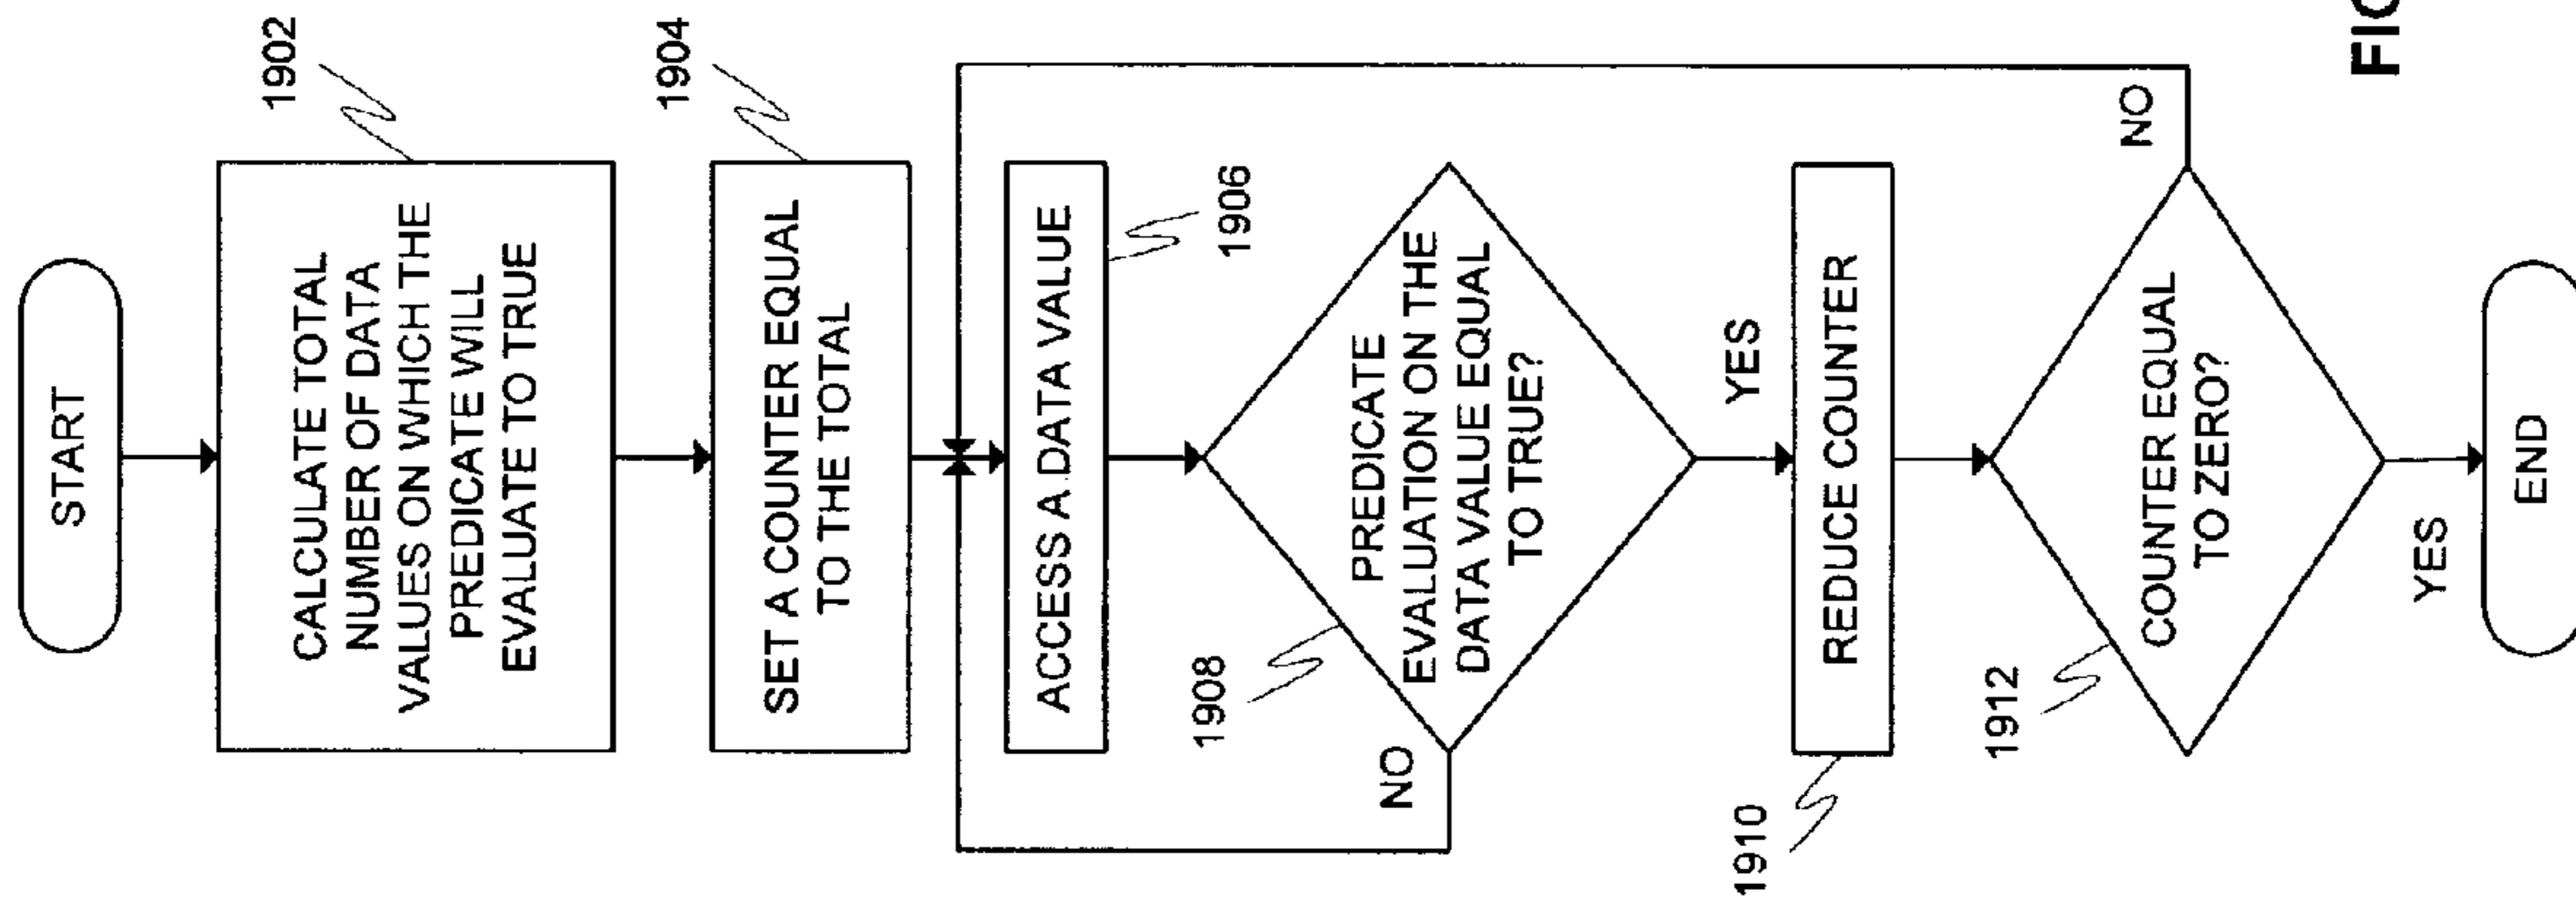 START
1902
CALCULATE TOTAL
NUMBER OF DATA
VALUES ON WHICH THE
PREDICATE WILL
EVALUATE TO TRUE
1904
SET A COUNTER EQUAL
TO THE TOTAL
ACCESS A DATA VALUE
1906
1908
PREDICATE
EVALUATION ON THE
DATA VALUE EQUAL
TO TRUE?
NO
YES
REDUCE COUNTER
1910
1912
COUNTER EQUAL
TO ZERO?
NO
YES
END